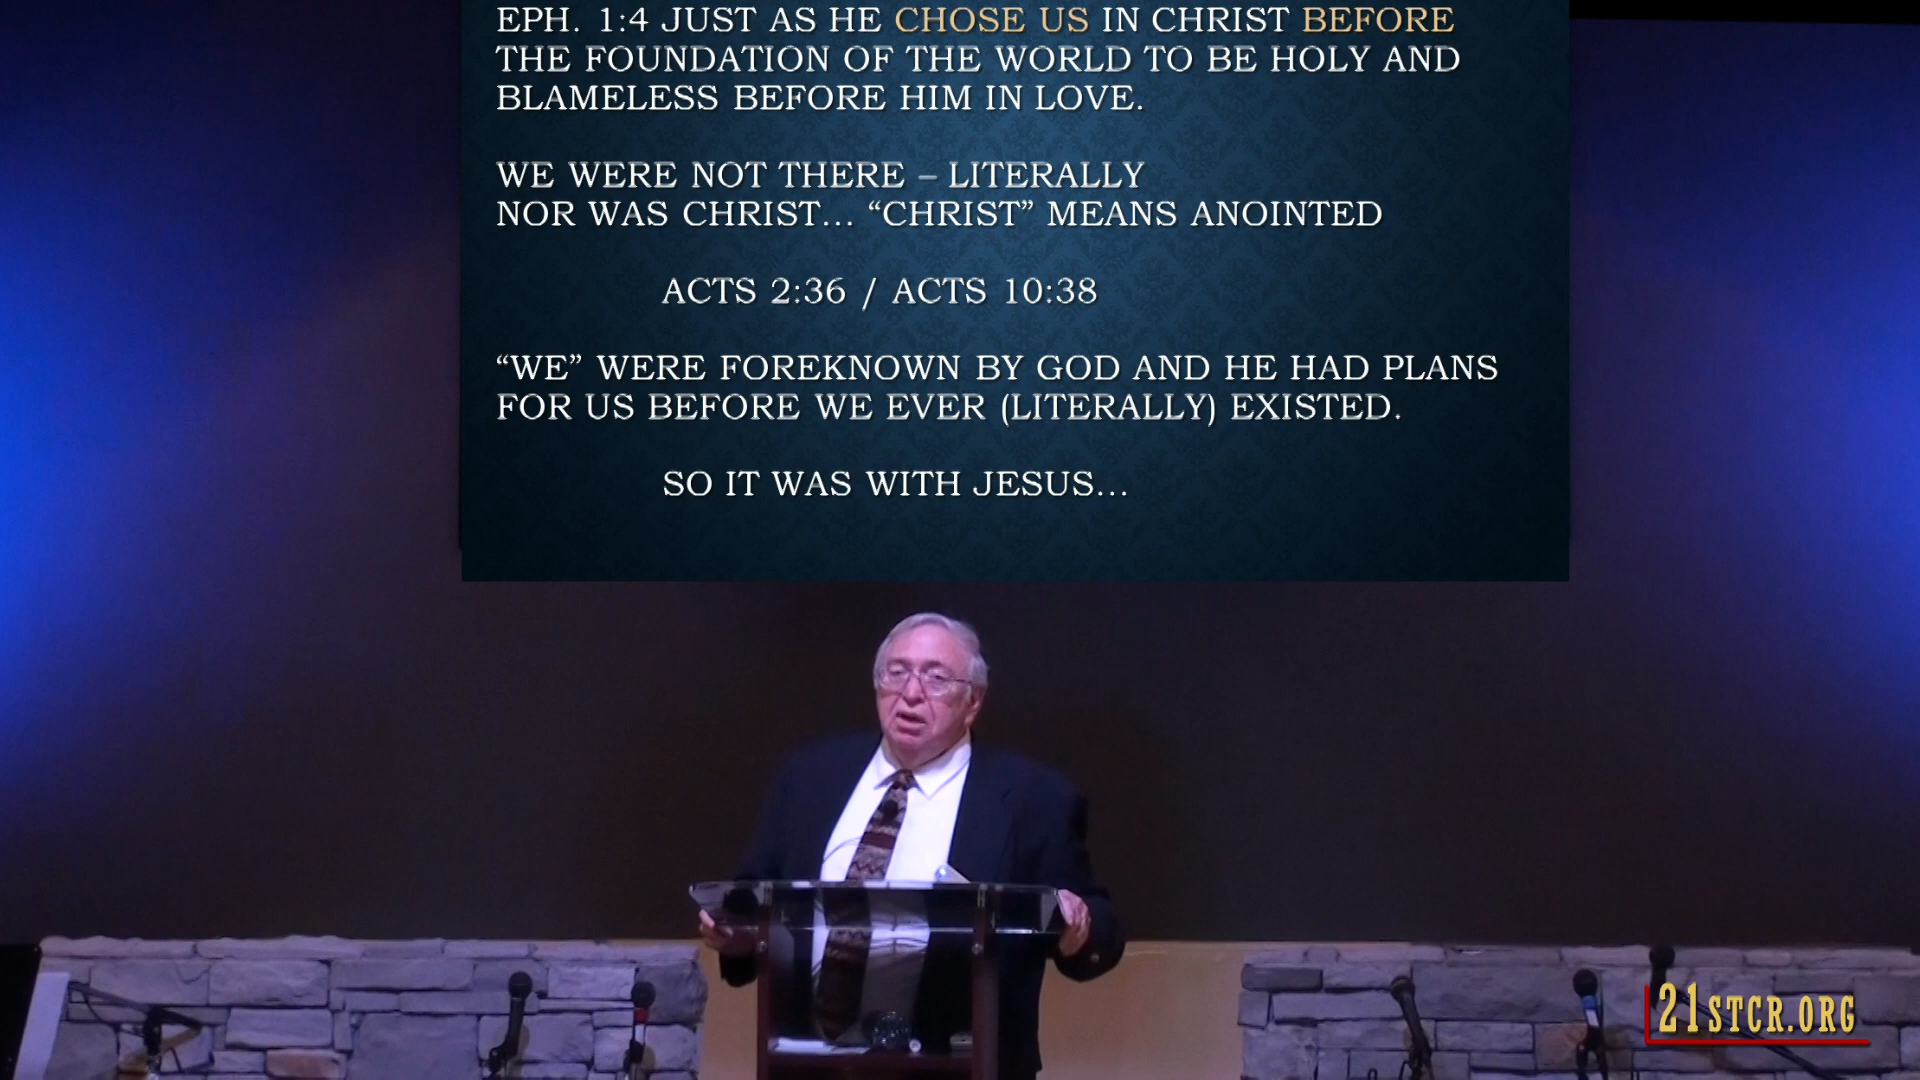 EPH. 1:4 JUST AS HE CHOSE US IN CHRIST BEFORE
THE FOUNDATION OF THE WORLD TO BE HOLY AND
BLAMELESS BEFORE HIM IN LOVE.
WE WERE NOT THERE – LITERALLY
NOR WAS CHRIST... “CHRIST” MEANS ANOINTED
ACTS 2:36 / ACTS 10:38
“WE” WERE FOREKNOWN BY GOD AND HE HAD PLANS
FOR US BEFORE WE EVER (LITERALLY) EXISTED.
SO IT WAS WITH JESUS...
21STCR.ORG